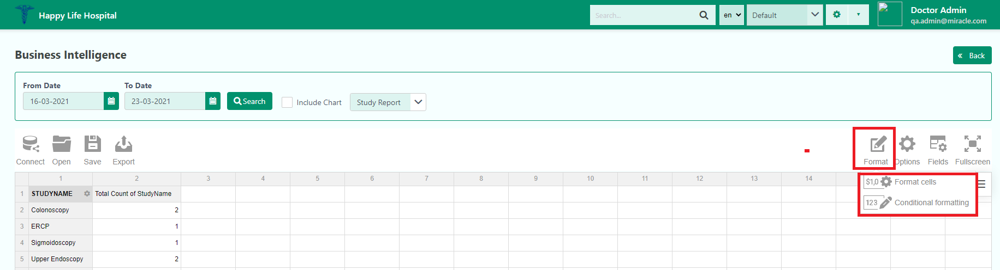 Happy Life Hospital
Search...
en
Default
Doctor Admin
qa.admin@miracle.com
Business Intelligence
« Back
From Date
To Date
16-03-2021
23-03-2021
Search
Include Chart
Study Report
Connect
Open
Save
Export
Format
Options
Fields
Fullscreen
1 2 3 4 5 6 7 8 9 10 11 12 13 14
$1,0 Format cells
123 Conditional formatting
1 STUDYNAME Total Count of StudyName
2 Colonoscopy 2
3 ERCP 1
4 Sigmoidoscopy 1
5 Upper Endoscopy 2